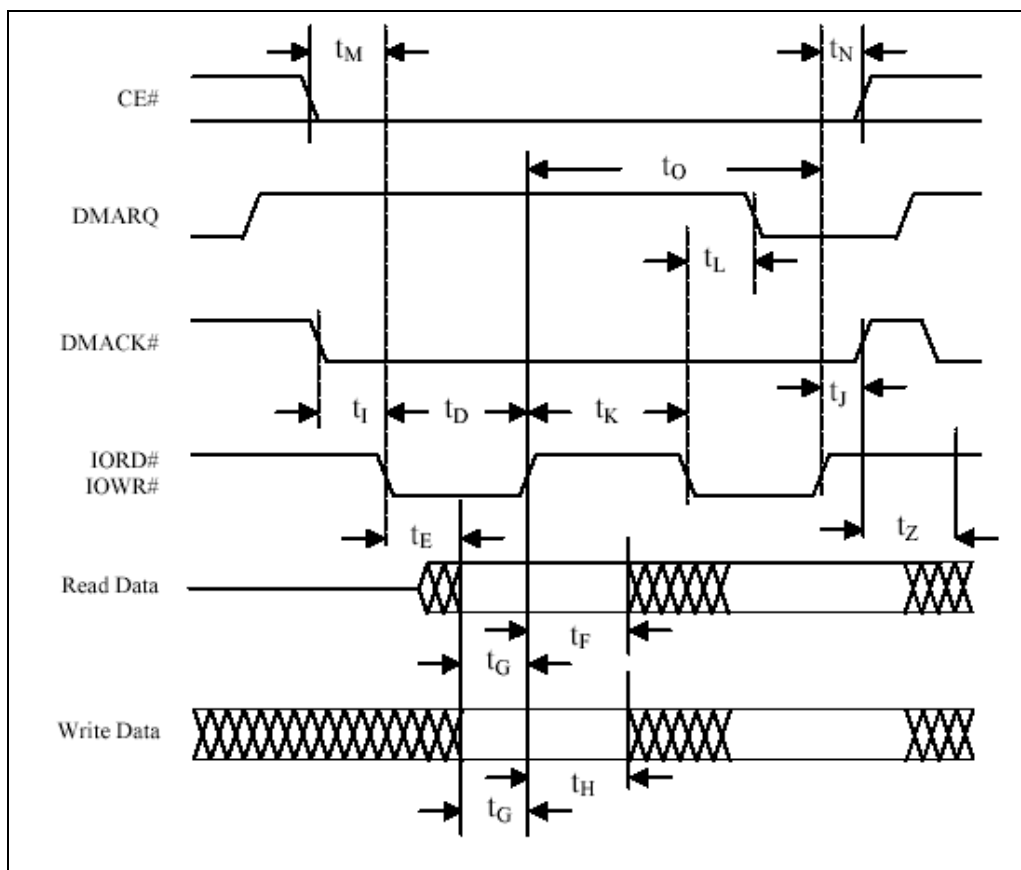 tM tN
CE#
tO
DMARQ
tL
DMACK#
tI tD tK tJ
IORD#
IOWR#
tE tZ
Read Data
tF
tG
Write Data
tH
tG